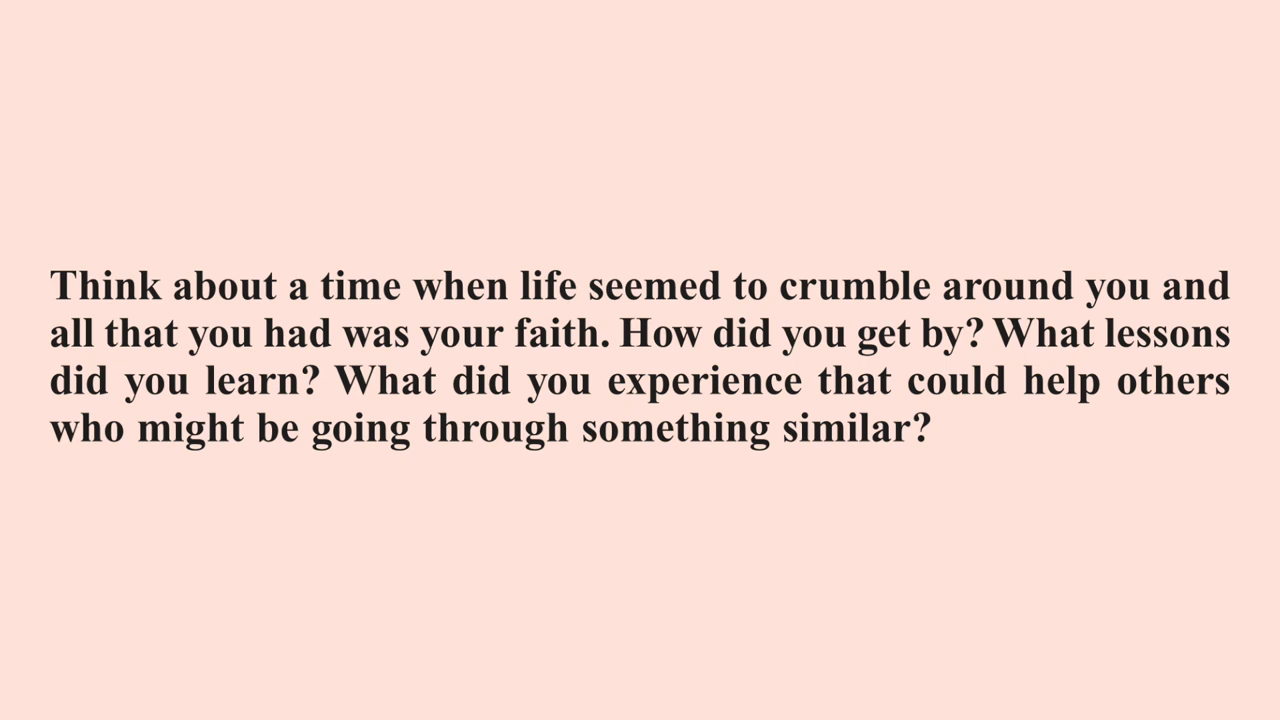 Think about a time when life seemed to crumble around you and
all that you had was your faith. How did you get by? What lessons
did you learn? What did you experience that could help others
who might be going through something similar?